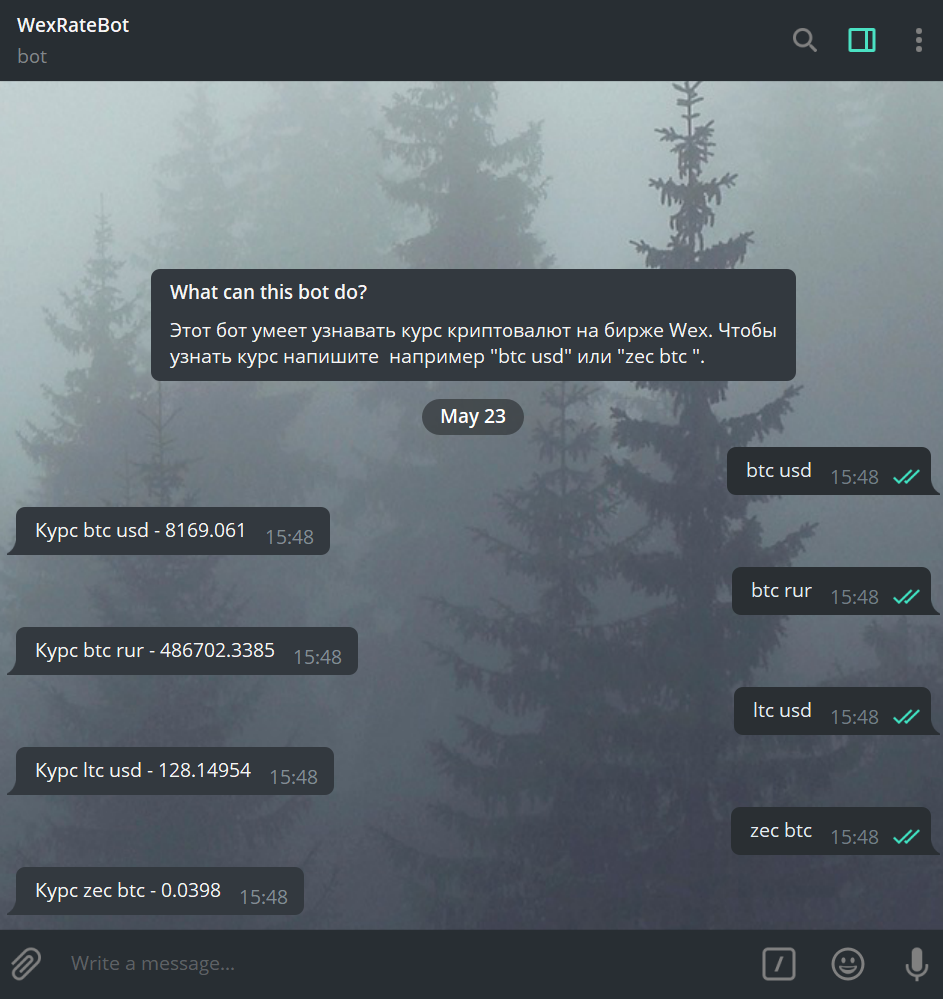 WexRateBot
bot
What can this bot do?
Этот бот умеет узнавать курс криптовалют на бирже Wex. Чтобы
узнать курс напишите  например "btc usd" или "zec btc ".
May 23
btc usd 15:48
Курс btc usd - 8169.061 15:48
btc rur 15:48
Курс btc rur - 486702.3385 15:48
ltc usd 15:48
Курс ltc usd - 128.14954 15:48
zec btc 15:48
Курс zec btc - 0.0398 15:48
Write a message...